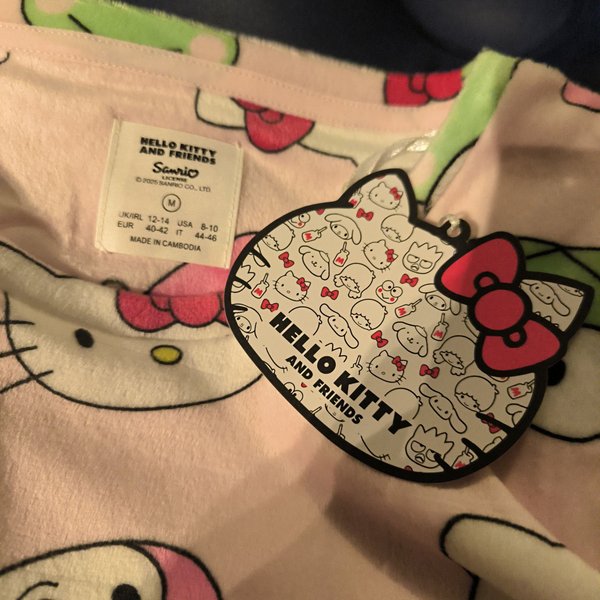 HELLO KITTY
AND FRIENDS
Sanrio
LICENSE
© 2025 SANRIO CO., LTD.
M
UK/IRL 12-14 USA 8-10
EUR 40-42 IT 44-46
MADE IN CAMBODIA
HELLO KITTY
AND FRIENDS